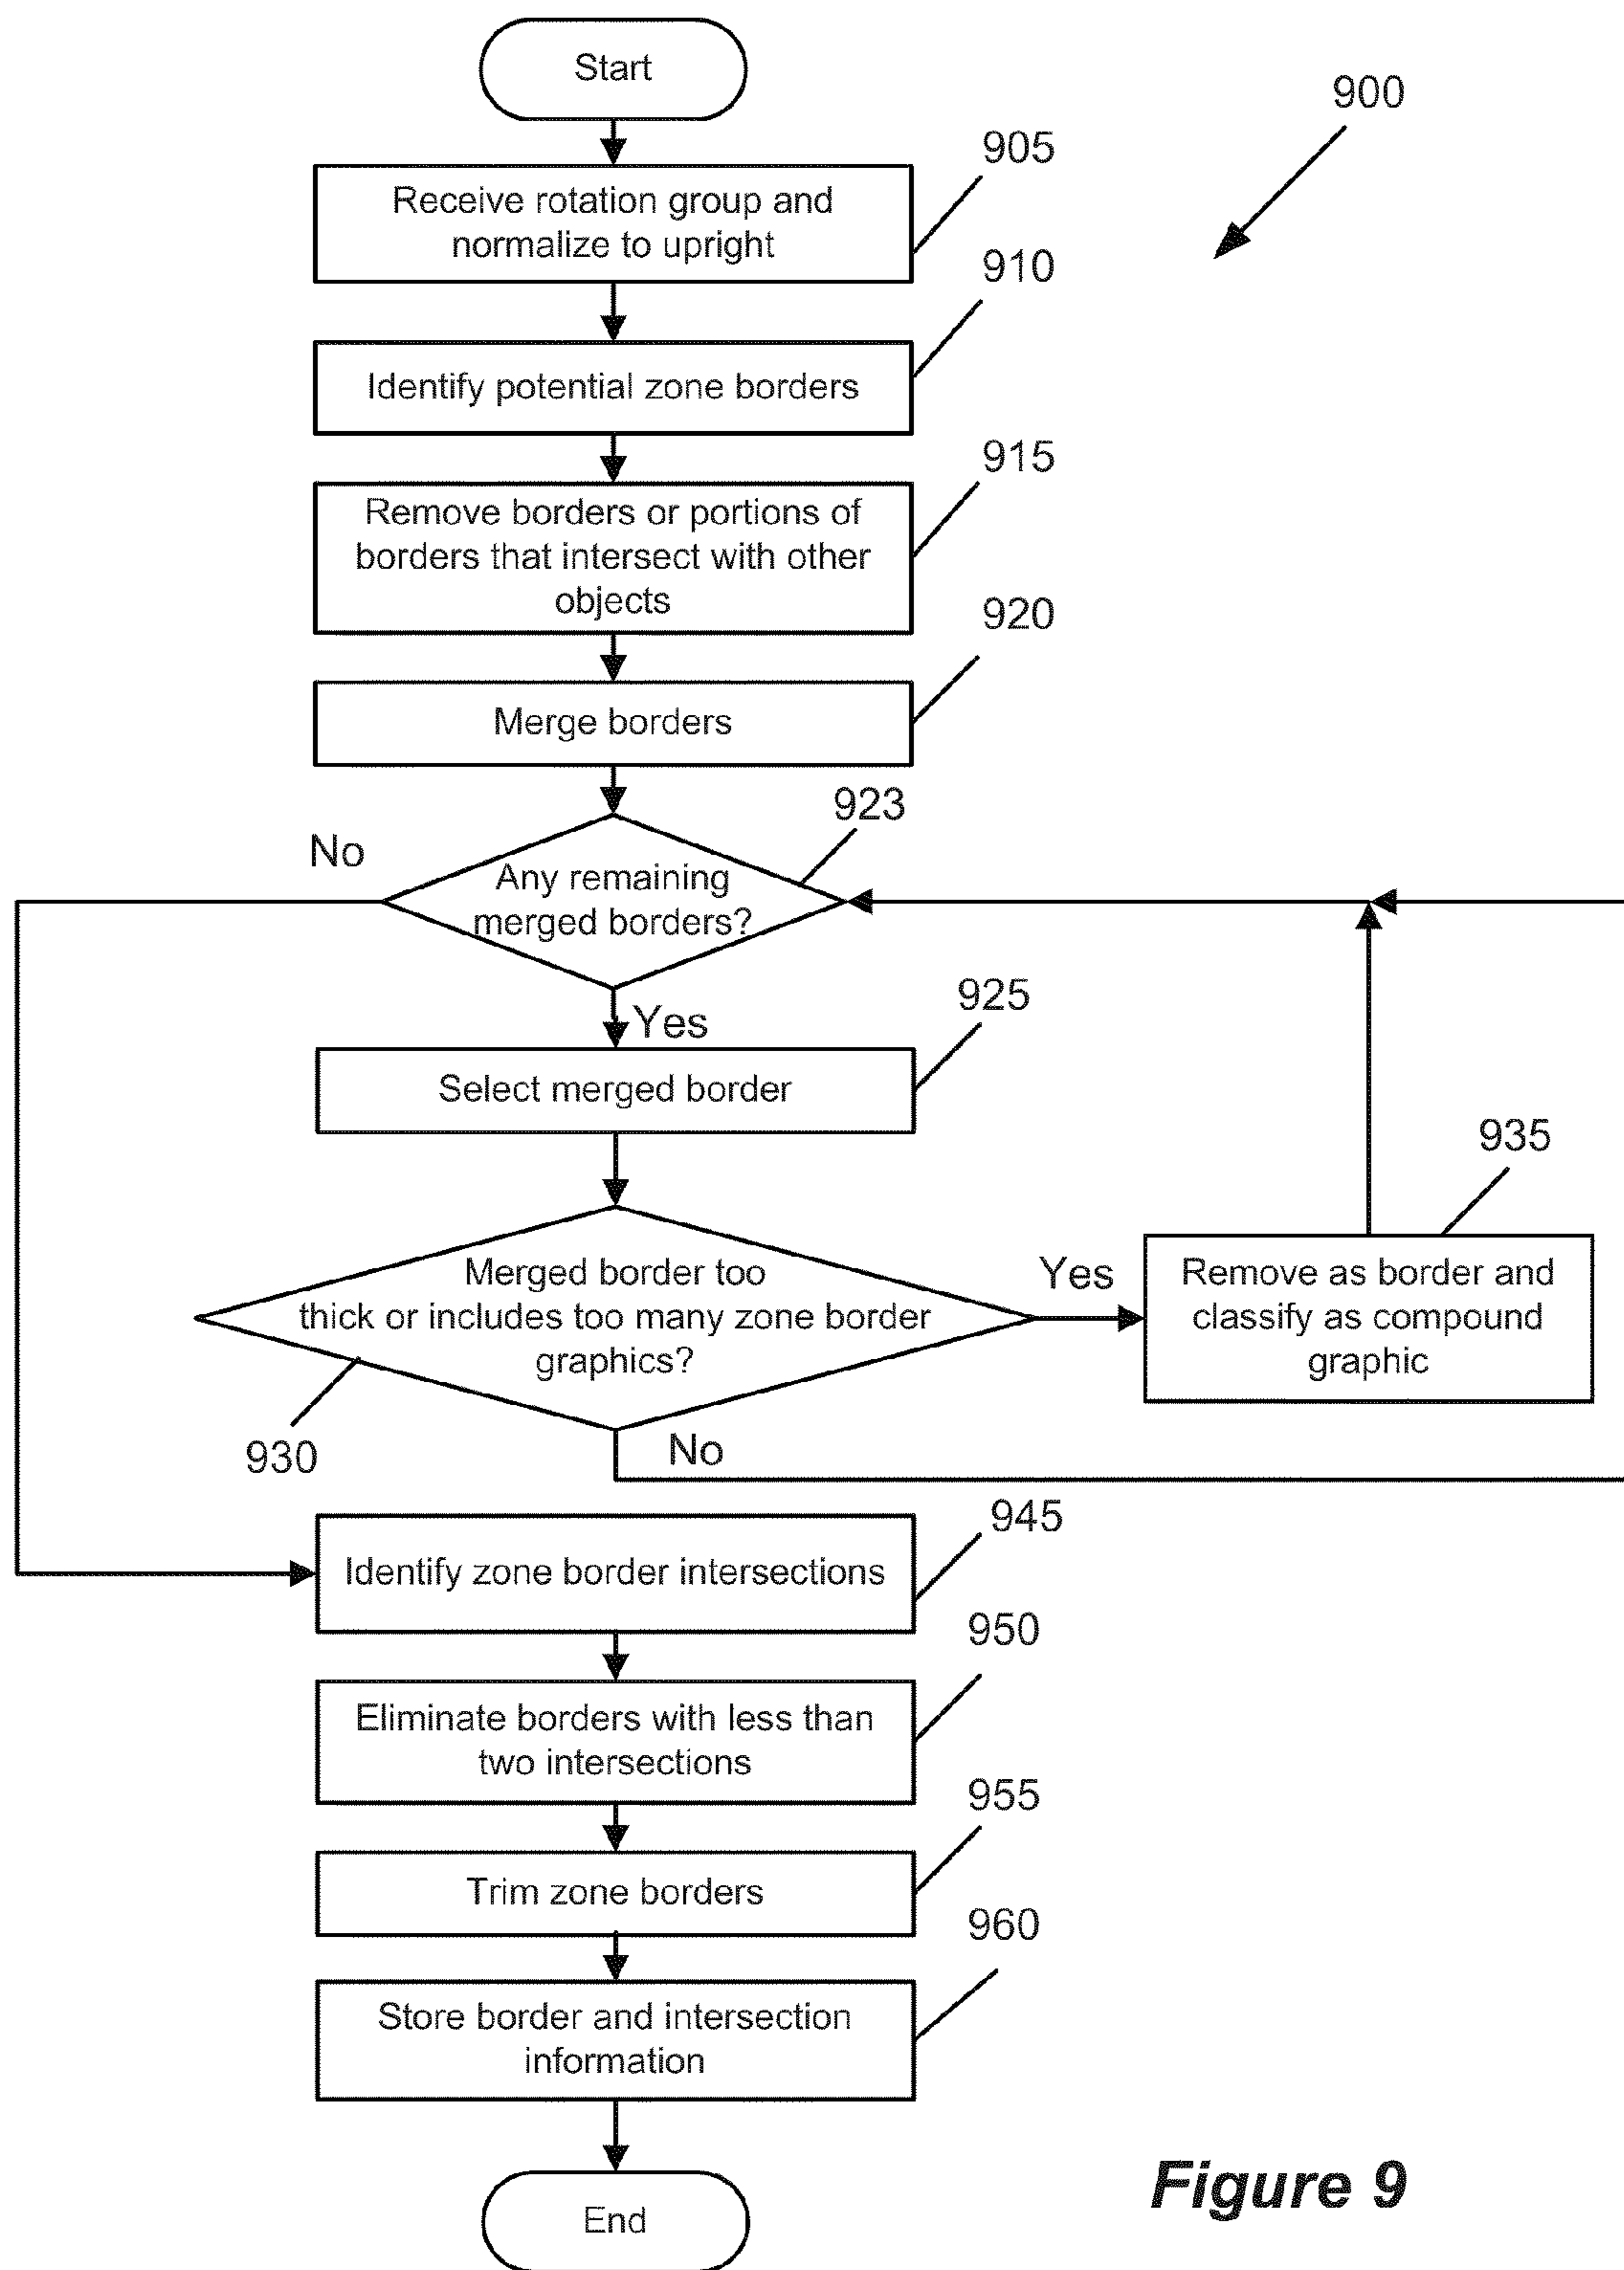 Start
900
905
Receive rotation group and
normalize to upright
910
Identify potential zone borders
915
Remove borders or portions of
borders that intersect with other
objects
920
Merge borders
923
No
Any remaining
merged borders?
Yes
925
Select merged border
935
Merged border too
thick or includes too many zone border
graphics?
Yes
Remove as border and
classify as compound
graphic
930
No
945
Identify zone border intersections
950
Eliminate borders with less than
two intersections
955
Trim zone borders
960
Store border and intersection
information
End
Figure 9